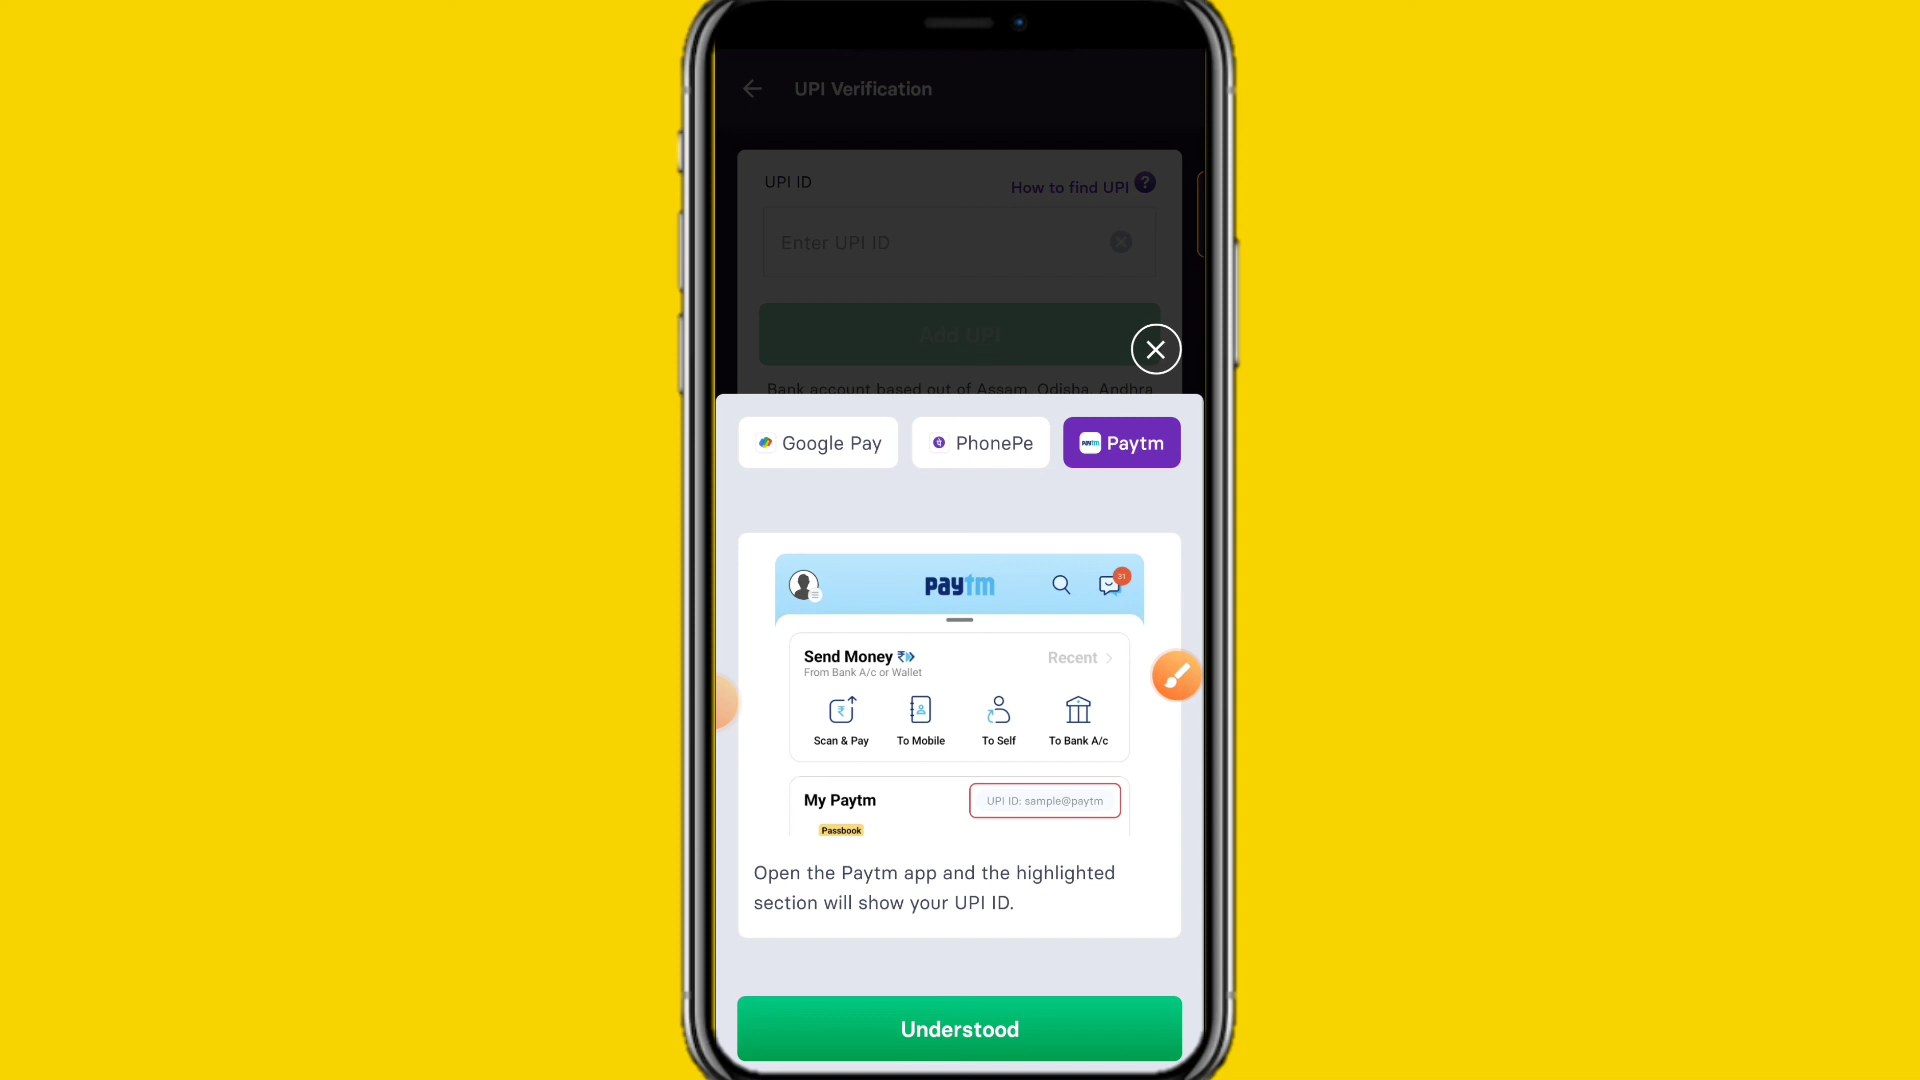 UPI Verification
UPI ID
How to find UPI ?
Enter UPI ID
Add UPI
Bank account based out of Assam, Odisha, Andhra
Google Pay
PhonePe
paytm Paytm
paytm
31
Send Money
Recent >
From Bank A/c or Wallet
Scan & Pay
To Mobile
To Self
To Bank A/c
My Paytm
UPI ID: sample@paytm
Passbook
Open the Paytm app and the highlighted
section will show your UPI ID.
Understood